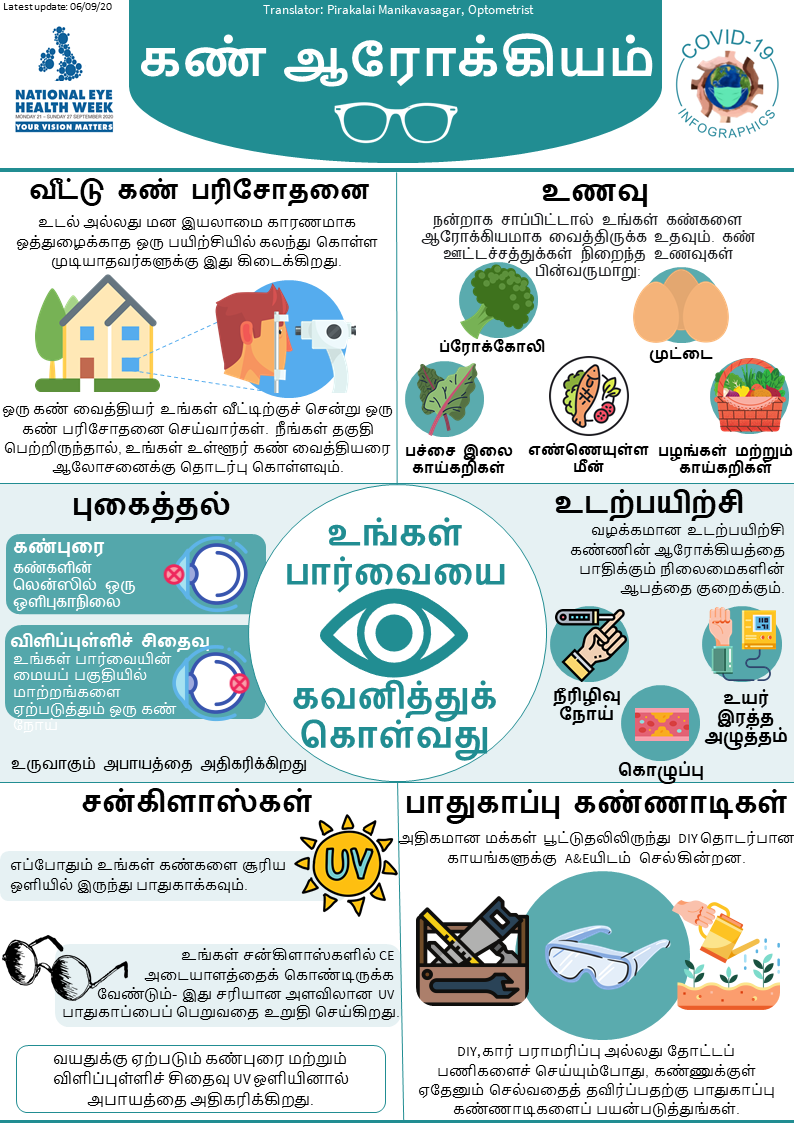 Latest update: 06/09/20
Translator: Pirakalai Manikavasagar, Optometrist
NATIONAL EYE
HEALTH WEEK
MONDAY 21 - SUNDAY 27 SEPTEMBER 2020
YOUR VISION MATTERS
கண் ஆரோக்கியம்
COVID-19
INFOGRAPHICS
வீட்டு கண் பரிசோதனை
உடல் அல்லது மன இயலாமை காரணமாக
ஒத்துழைக்காத ஒரு பயிற்சியில் கலந்து கொள்ள
முடியாதவர்களுக்கு இது கிடைக்கிறது.
ஒரு கண் வைத்தியர் உங்கள் வீட்டிற்குச் சென்று ஒரு
கண் பரிசோதனை செய்வார்கள். நீங்கள் தகுதி
பெற்றிருந்தால், உங்கள் உள்ளூர் கண் வைத்தியரை
ஆலோசனைக்கு தொடர்பு கொள்ளவும்.
உணவு
நன்றாக சாப்பிட்டால் உங்கள் கண்களை
ஆரோக்கியமாக வைத்திருக்க உதவும். கண்
ஊட்டச்சத்துக்கள் நிறைந்த உணவுகள்
பின்வருமாறு:
ப்ரோக்கோலி
முட்டை
பச்சை இலை
காய்கறிகள்
எண்ணெயுள்ள
மீன்
பழங்கள் மற்றும்
காய்கறிகள்
புகைத்தல்
கண்புரை
கண்களின்
லென்ஸில் ஒரு
ஒளிபுகாநிலை
விளிப்புள்ளிச் சிதைவு
உங்கள் பார்வையின்
மையப் பகுதியில்
மாற்றங்களை
ஏற்படுத்தும் ஒரு கண்
நோய்
உருவாகும் அபாயத்தை அதிகரிக்கிறது
உங்கள்
பார்வையை
கவனித்துக்
கொள்வது
உடற்பயிற்சி
வழக்கமான உடற்பயிற்சி
கண்ணின் ஆரோக்கியத்தை
பாதிக்கும் நிலைமைகளின்
ஆபத்தை குறைக்கும்.
நீரிழிவு
நோய்
உயர்
இரத்த
அழுத்தம்
கொழுப்பு
சன்கிளாஸ்கள்
UV
எப்போதும் உங்கள் கண்களை சூரிய
ஒளியில் இருந்து பாதுகாக்கவும்.
உங்கள் சன்கிளாஸ்களில் CE
அடையாளத்தைக் கொண்டிருக்க
வேண்டும்- இது சரியான அளவிலான UV
பாதுகாப்பைப் பெறுவதை உறுதி செய்கிறது.
வயதுக்கு ஏற்படும் கண்புரை மற்றும்
விளிப்புள்ளிச் சிதைவு UV ஒளியினால்
அபாயத்தை அதிகரிக்கிறது.
பாதுகாப்பு கண்ணாடிகள்
அதிகமான மக்கள் பூட்டுதலிலிருந்து DIY தொடர்பான
காயங்களுக்கு A&Eயிடம் செல்கின்றன.
DIY,கார் பராமரிப்பு அல்லது தோட்டப்
பணிகளைச் செய்யும்போது, கண்ணுக்குள்
ஏதேனும் செல்வதைத் தவிர்ப்பதற்கு பாதுகாப்பு
கண்ணாடிகளைப் பயன்படுத்துங்கள்.